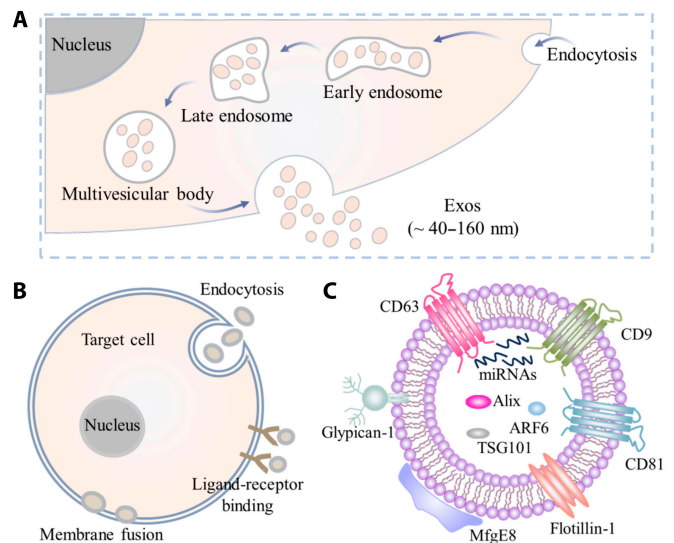 A
Nucleus
Endocytosis
Early endosome
Late endosome
Multivesicular body
Exos
(~ 40–160 nm)
B
Endocytosis
Target cell
Nucleus
Ligand-receptor
binding
Membrane fusion
C
CD63
CD9
miRNAs
Alix
ARF6
Glypican-1
TSG101
CD81
Flotillin-1
MfgE8